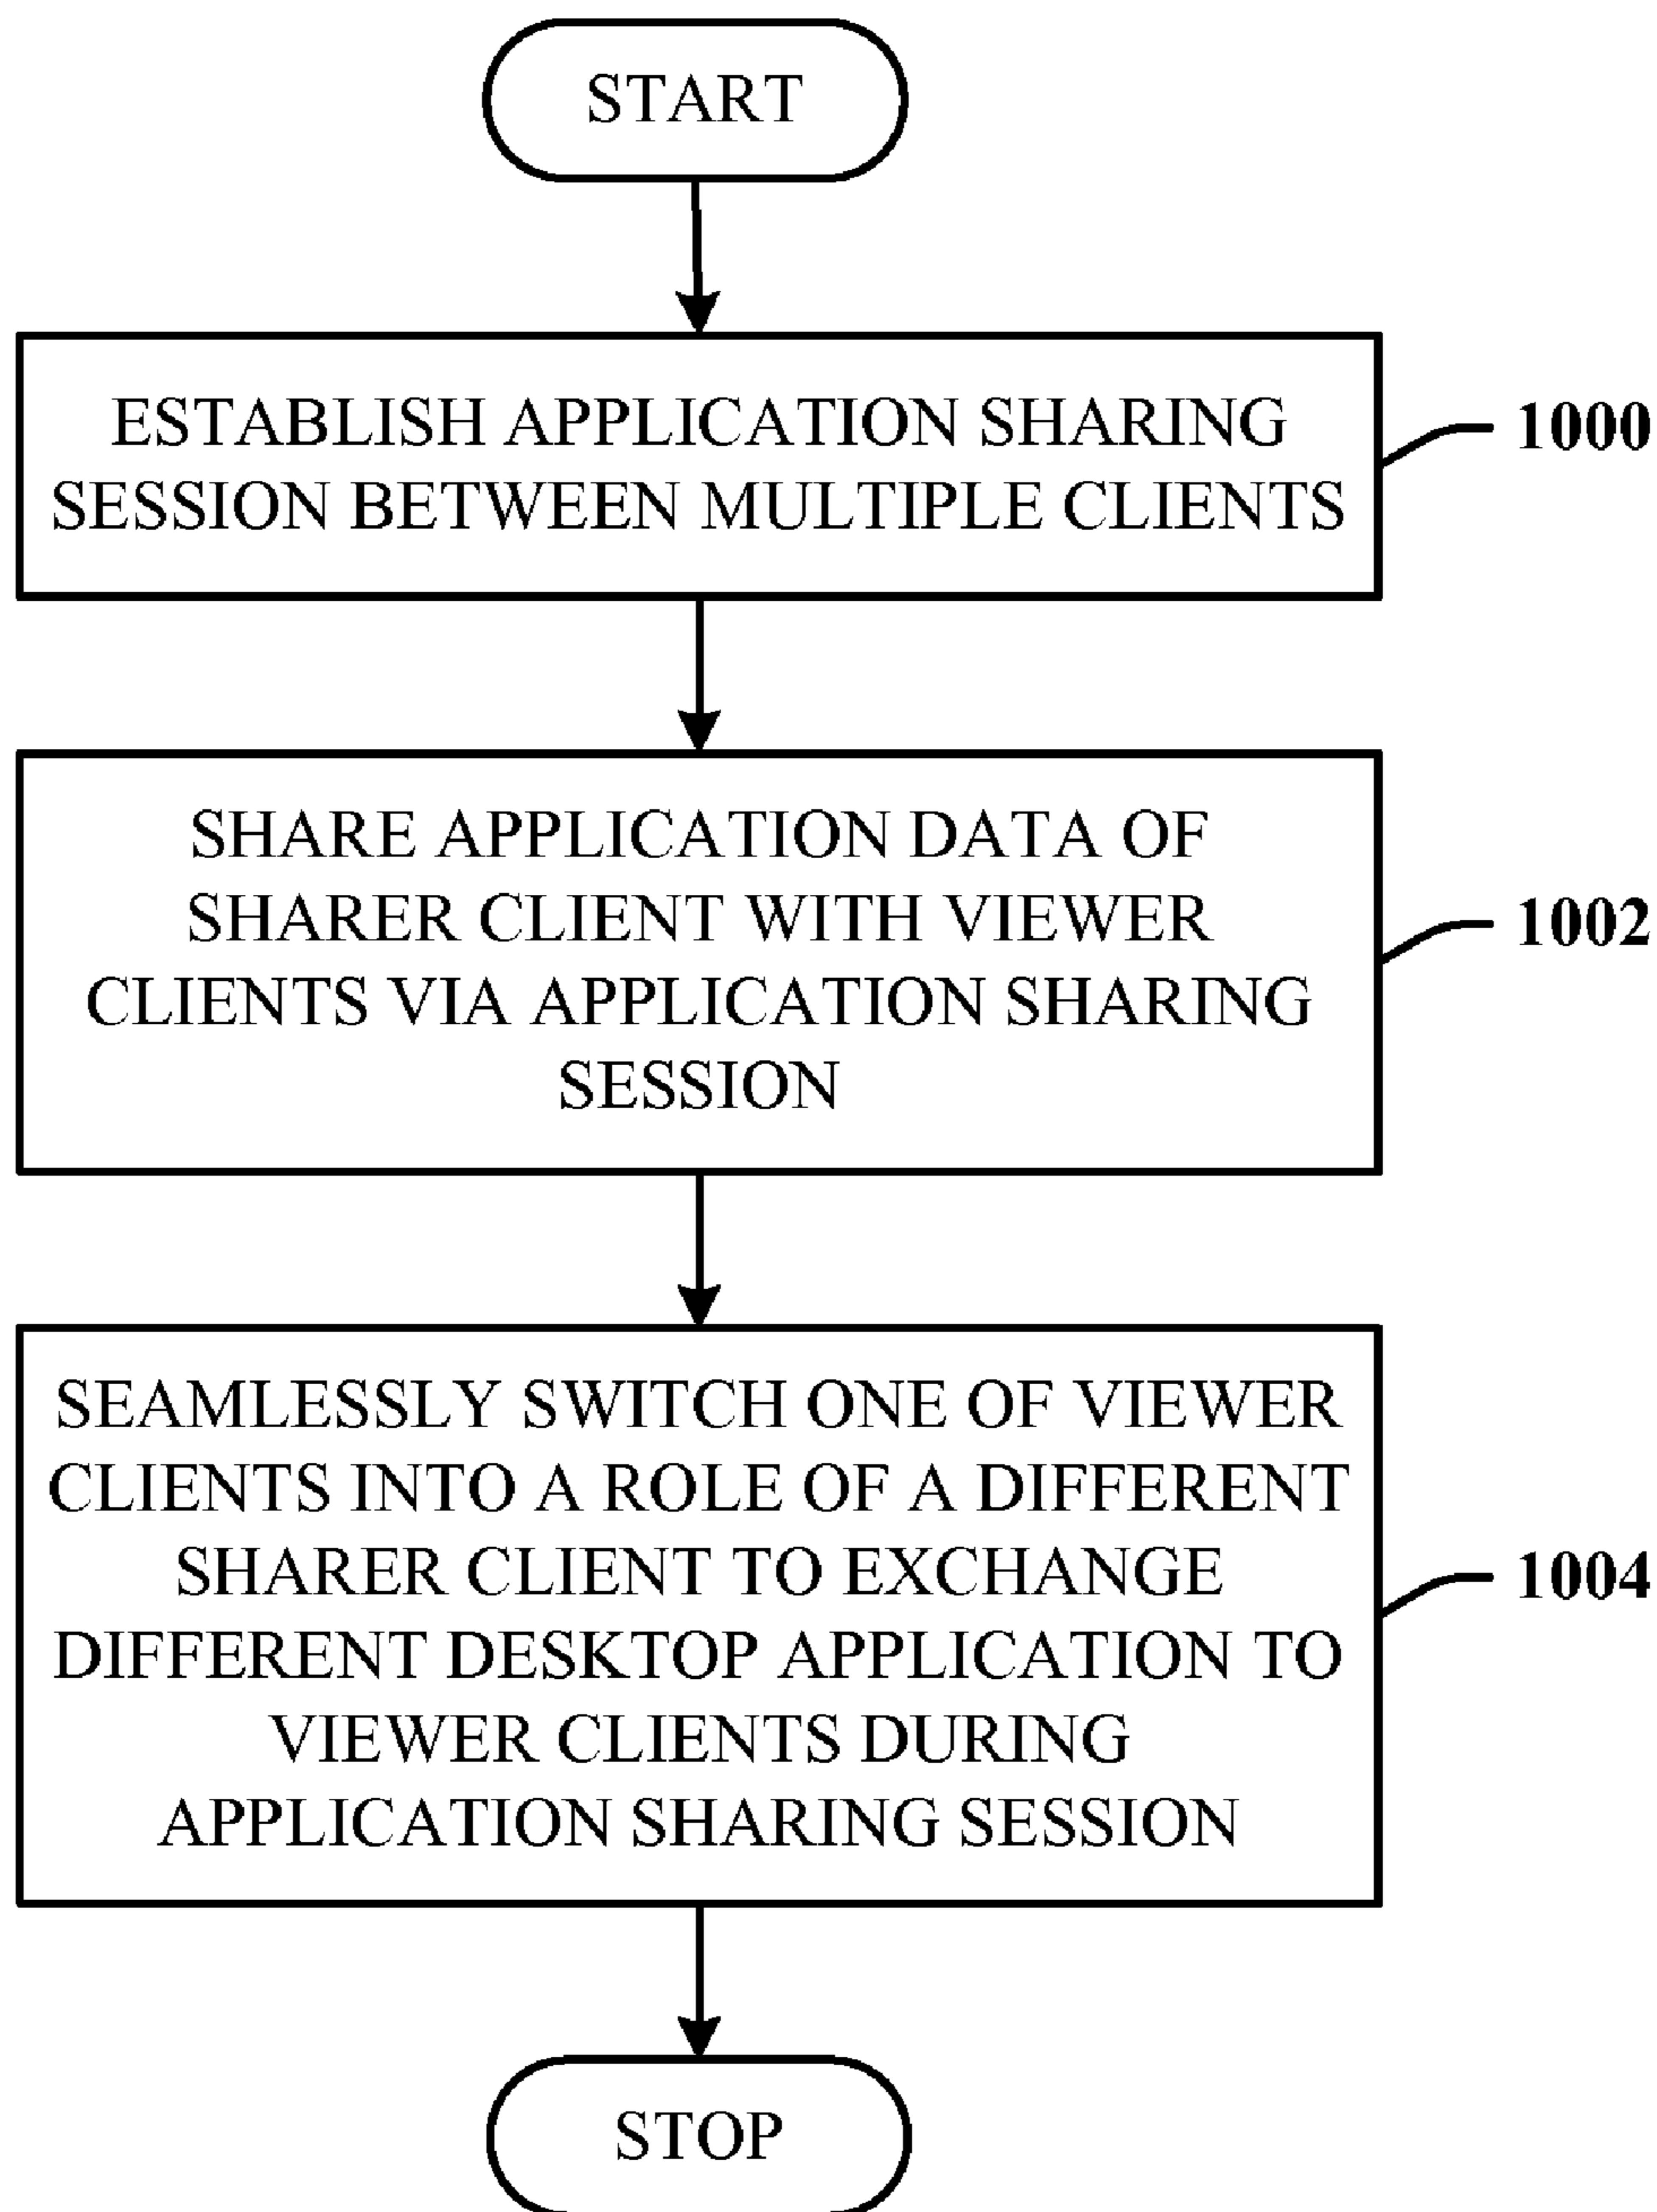 START
ESTABLISH APPLICATION SHARING
SESSION BETWEEN MULTIPLE CLIENTS
1000
SHARE APPLICATION DATA OF
SHARER CLIENT WITH VIEWER
CLIENTS VIA APPLICATION SHARING
SESSION
1002
SEAMLESSLY SWITCH ONE OF VIEWER
CLIENTS INTO A ROLE OF A DIFFERENT
SHARER CLIENT TO EXCHANGE
DIFFERENT DESKTOP APPLICATION TO
VIEWER CLIENTS DURING
APPLICATION SHARING SESSION
1004
STOP